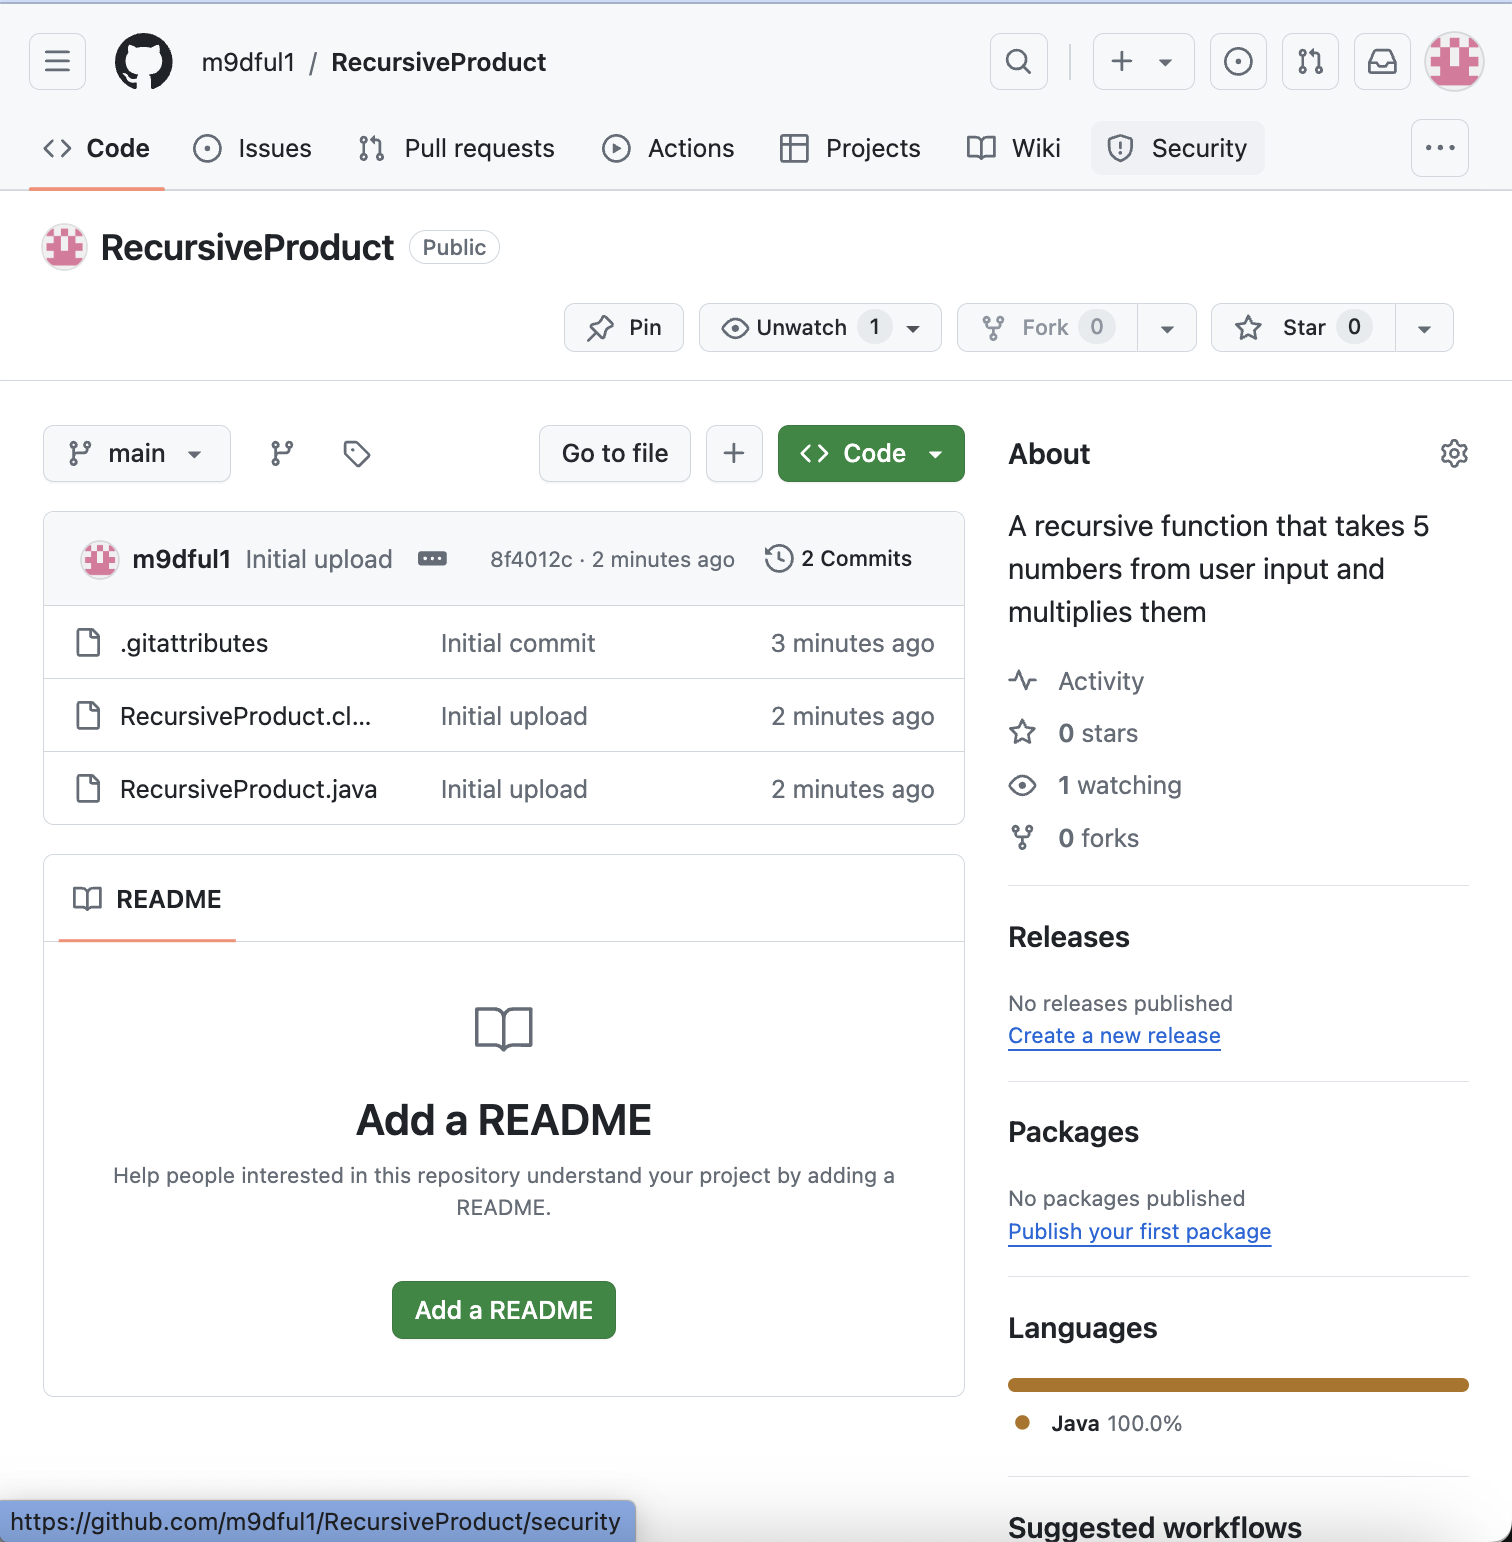 m9dful1 / RecursiveProduct
Code Issues Pull requests Actions Projects Wiki Security
RecursiveProduct Public
Pin Unwatch 1 Fork 0 Star 0
main Go to file Code
m9dful1 Initial upload 8f4012c · 2 minutes ago 2 Commits
.gitattributes Initial commit 3 minutes ago
RecursiveProduct.cl... Initial upload 2 minutes ago
RecursiveProduct.java Initial upload 2 minutes ago
README
Add a README
Help people interested in this repository understand your project by adding a
README.
Add a README
About
A recursive function that takes 5
numbers from user input and
multiplies them
Activity
0 stars
1 watching
0 forks
Releases
No releases published
Create a new release
Packages
No packages published
Publish your first package
Languages
Java 100.0%
Suggested workflows
https://github.com/m9dful1/RecursiveProduct/security